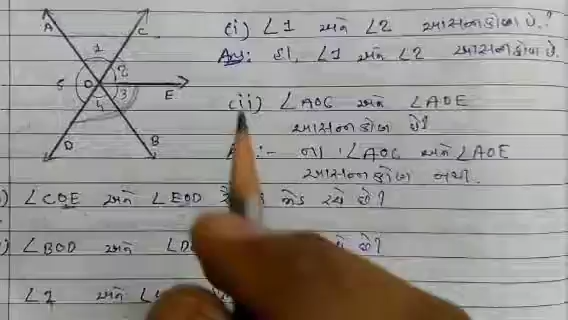 A
C
1
2
5
O
3
4
E
D
B
(i) ∠1 અને ∠2 આસન્નકોણ છે.?
Ans: હા, ∠1 અને ∠2 આસન્નકોણ છે.
(ii) ∠AOC અને ∠AOE
આસન્નકોણ છે?
:- ના ∠AOC અને ∠AOE
આસન્નકોણ નથી.
) ∠COE અને ∠EOD જોડ રચે છે?
) ∠BOD અને ચે છે?
અને